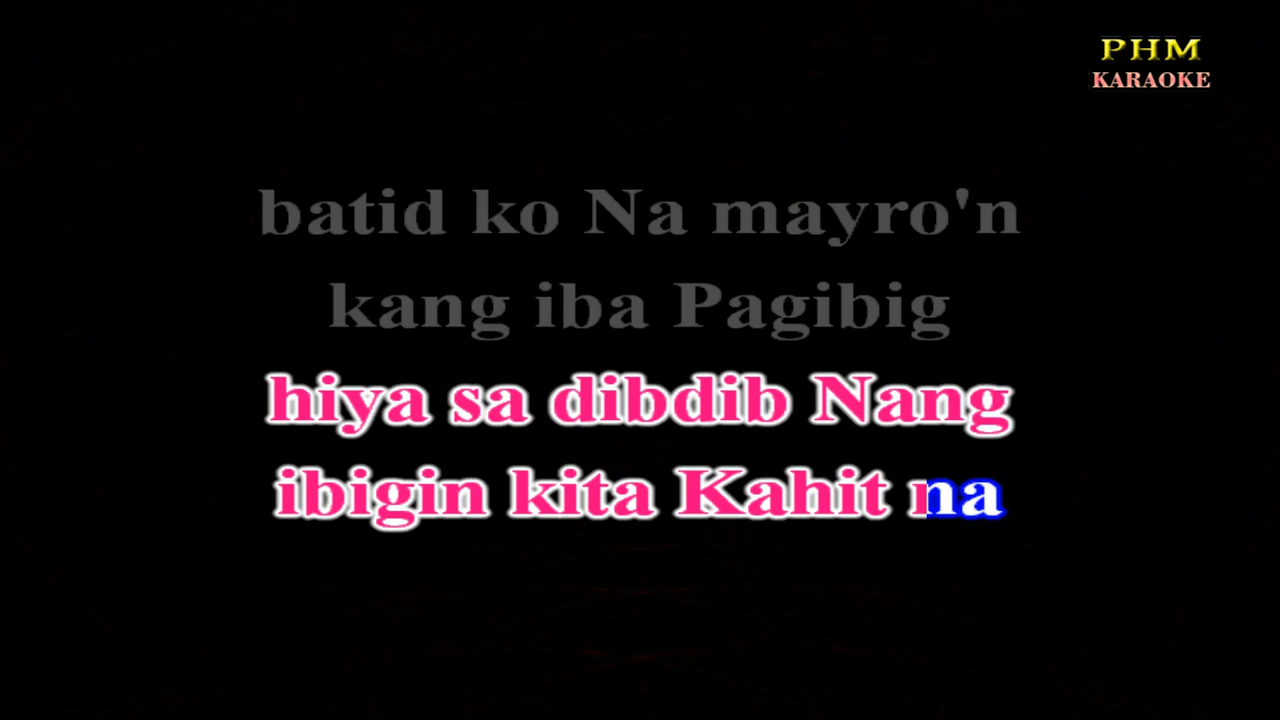 PHM
KARAOKE
batid ko Na mayro'n
kang iba Pagibig
hiya sa dibdib Nang
ibigin kita Kahit na